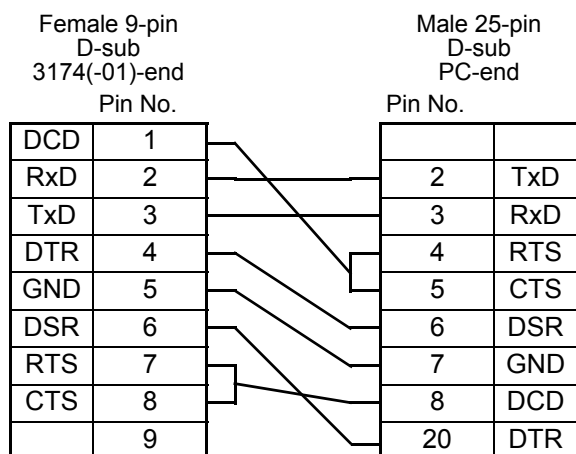 Female 9-pin
D-sub
3174(-01)-end
Male 25-pin
D-sub
PC-end
Pin No.
Pin No.
DCD 1
RxD 2 2 TxD
TxD 3 3 RxD
DTR 4 4 RTS
GND 5 5 CTS
DSR 6 6 DSR
RTS 7 7 GND
CTS 8 8 DCD
9 20 DTR